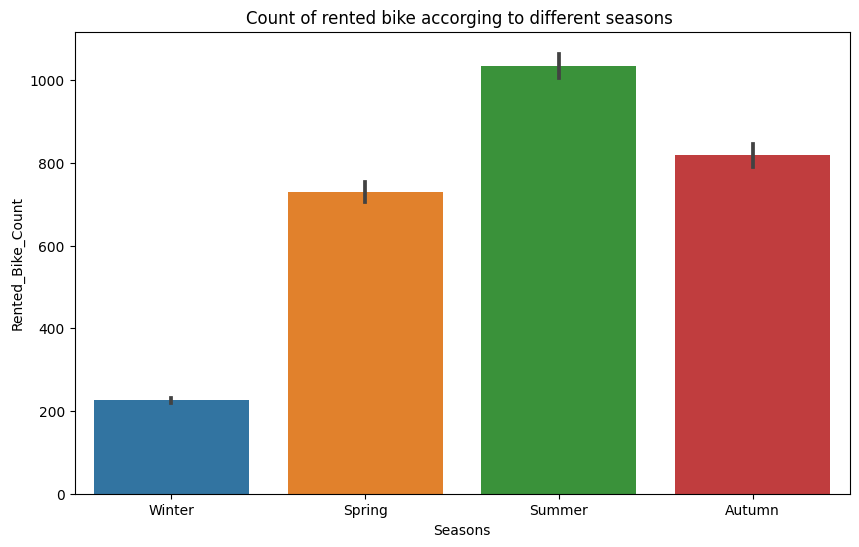 Count of rented bike accorging to different seasons
1000
800
600
400
200
0
Rented_Bike_Count
Winter Spring Summer Autumn
Seasons